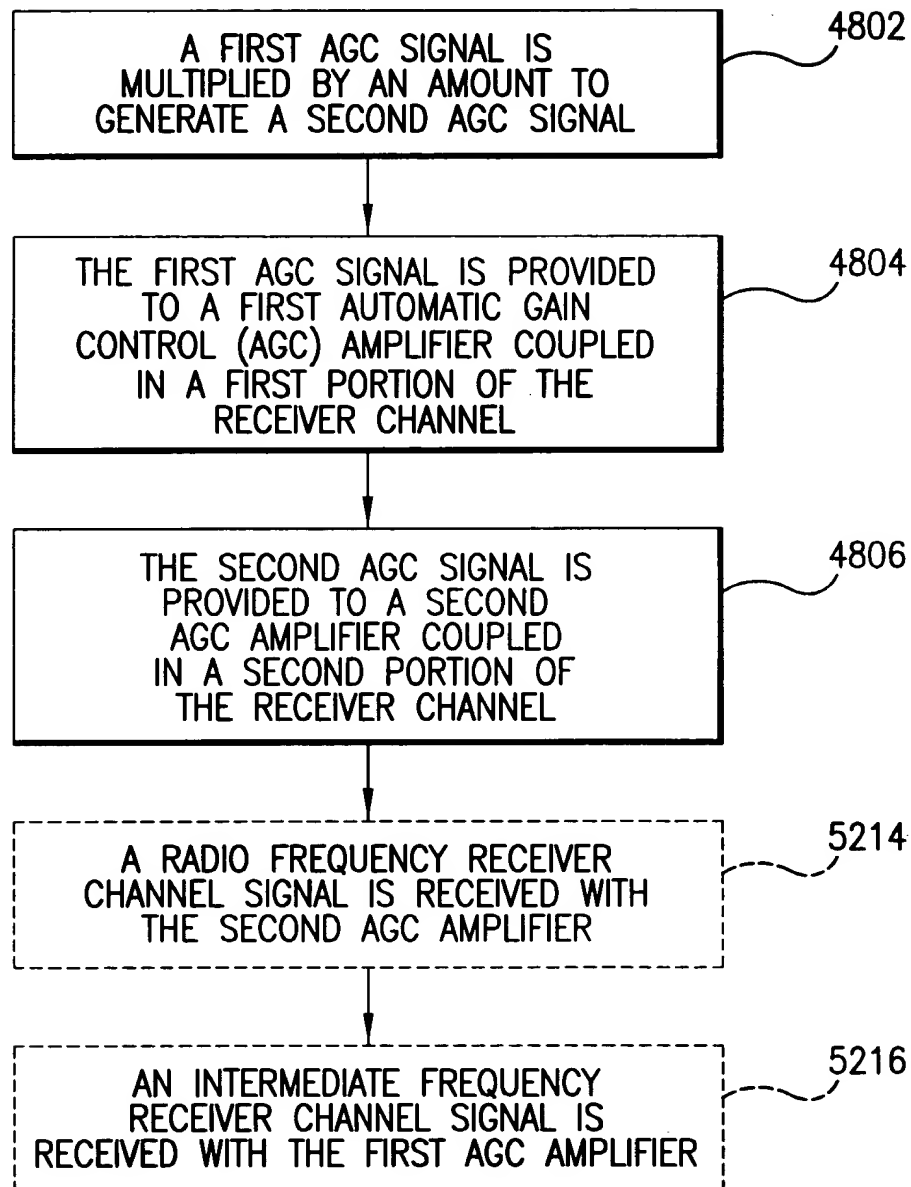 A FIRST AGC SIGNAL IS
MULTIPLIED BY AN AMOUNT TO
GENERATE A SECOND AGC SIGNAL
4802
THE FIRST AGC SIGNAL IS PROVIDED
TO A FIRST AUTOMATIC GAIN
CONTROL (AGC) AMPLIFIER COUPLED
IN A FIRST PORTION OF THE
RECEIVER CHANNEL
4804
THE SECOND AGC SIGNAL IS
PROVIDED TO A SECOND
AGC AMPLIFIER COUPLED
IN A SECOND PORTION OF
THE RECEIVER CHANNEL
4806
A RADIO FREQUENCY RECEIVER
CHANNEL SIGNAL IS RECEIVED WITH
THE SECOND AGC AMPLIFIER
5214
AN INTERMEDIATE FREQUENCY
RECEIVER CHANNEL SIGNAL IS
RECEIVED WITH THE FIRST AGC AMPLIFIER
5216